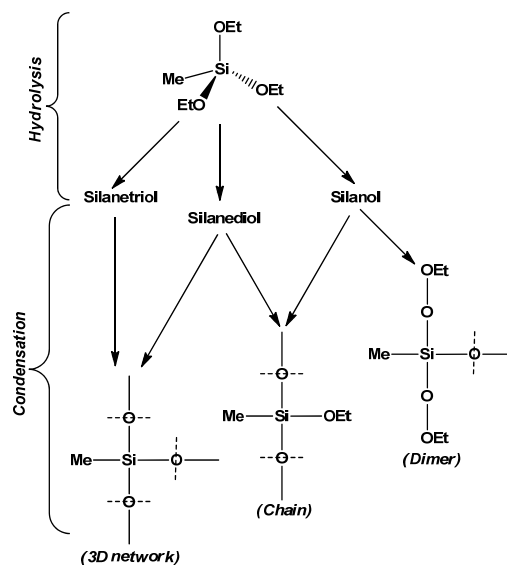 Hydrolysis
OEt
Me
Si
OEt
EtO
Silanetriol
Silanediol
Silanol
Condensation
O
Me
Si
O
O
(3D network)
O
Me
Si
OEt
O
(Chain)
OEt
O
Me
Si
O
O
OEt
(Dimer)